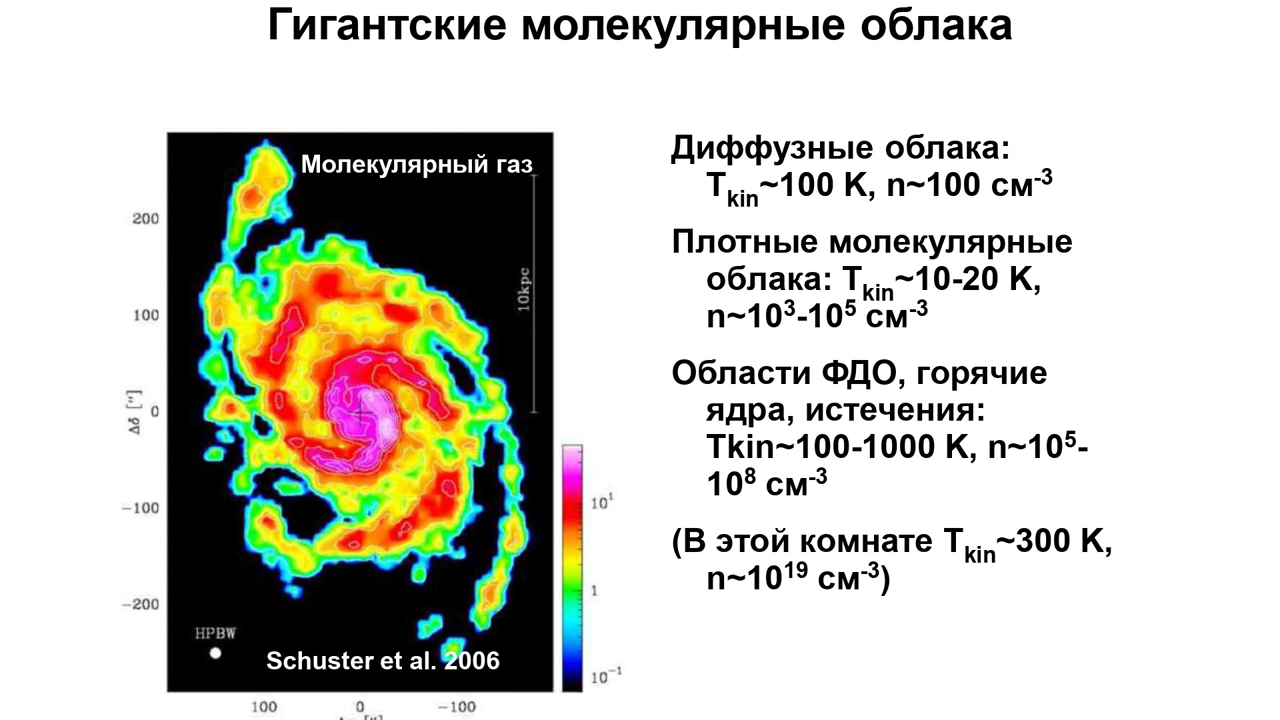 Гигантские молекулярные облака
Молекулярный газ
10kpc
200
100
0
−100
−200
Δδ ["]
HPBW
Schuster et al. 2006
100
0
−100
10¹
1
10⁻¹
Диффузные облака:
T_kin~100 K, n~100 см⁻³
Плотные молекулярные
облака: T_kin~10-20 K,
n~10³-10⁵ см⁻³
Области ФДО, горячие
ядра, истечения:
Tkin~100-1000 K, n~10⁵-
10⁸ см⁻³
(В этой комнате T_kin~300 K,
n~10¹⁹ см⁻³)